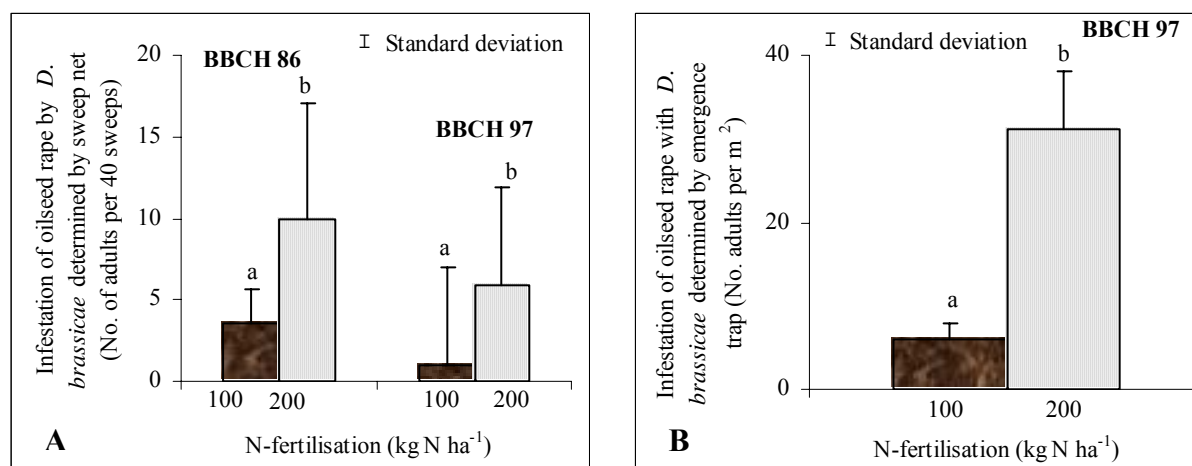 Infestation of oilseed rape by D.
brassicae determined by sweep net
(No. of adults per 40 sweeps)
20
15
10
5
0
BBCH 86
Standard deviation
b
BBCH 97
b
a
a
100
200
100
200
A
N-fertilisation (kg N ha-1)
Infestation of oilseed rape with D.
brassicae determined by emergence
trap (No. adults per m 2)
40
20
0
Standard deviation
BBCH 97
b
a
100
200
B
N-fertilisation (kg N ha-1)